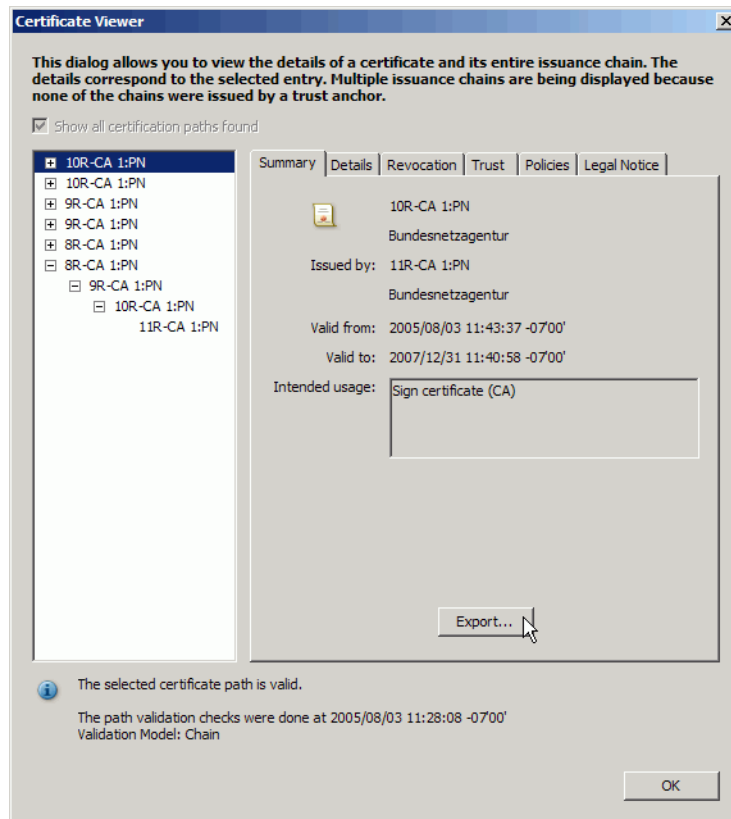 Certificate Viewer
This dialog allows you to view the details of a certificate and its entire issuance chain. The
details correspond to the selected entry. Multiple issuance chains are being displayed because
none of the chains were issued by a trust anchor.
Show all certification paths found
10R-CA 1:PN
10R-CA 1:PN
9R-CA 1:PN
9R-CA 1:PN
8R-CA 1:PN
8R-CA 1:PN
9R-CA 1:PN
10R-CA 1:PN
11R-CA 1:PN
Summary Details Revocation Trust Policies Legal Notice
10R-CA 1:PN
Bundesnetzagentur
Issued by: 11R-CA 1:PN
Bundesnetzagentur
Valid from: 2005/08/03 11:43:37 -07'00'
Valid to: 2007/12/31 11:40:58 -07'00'
Intended usage: Sign certificate (CA)
Export...
The selected certificate path is valid.
The path validation checks were done at 2005/08/03 11:28:08 -07'00'
Validation Model: Chain
OK